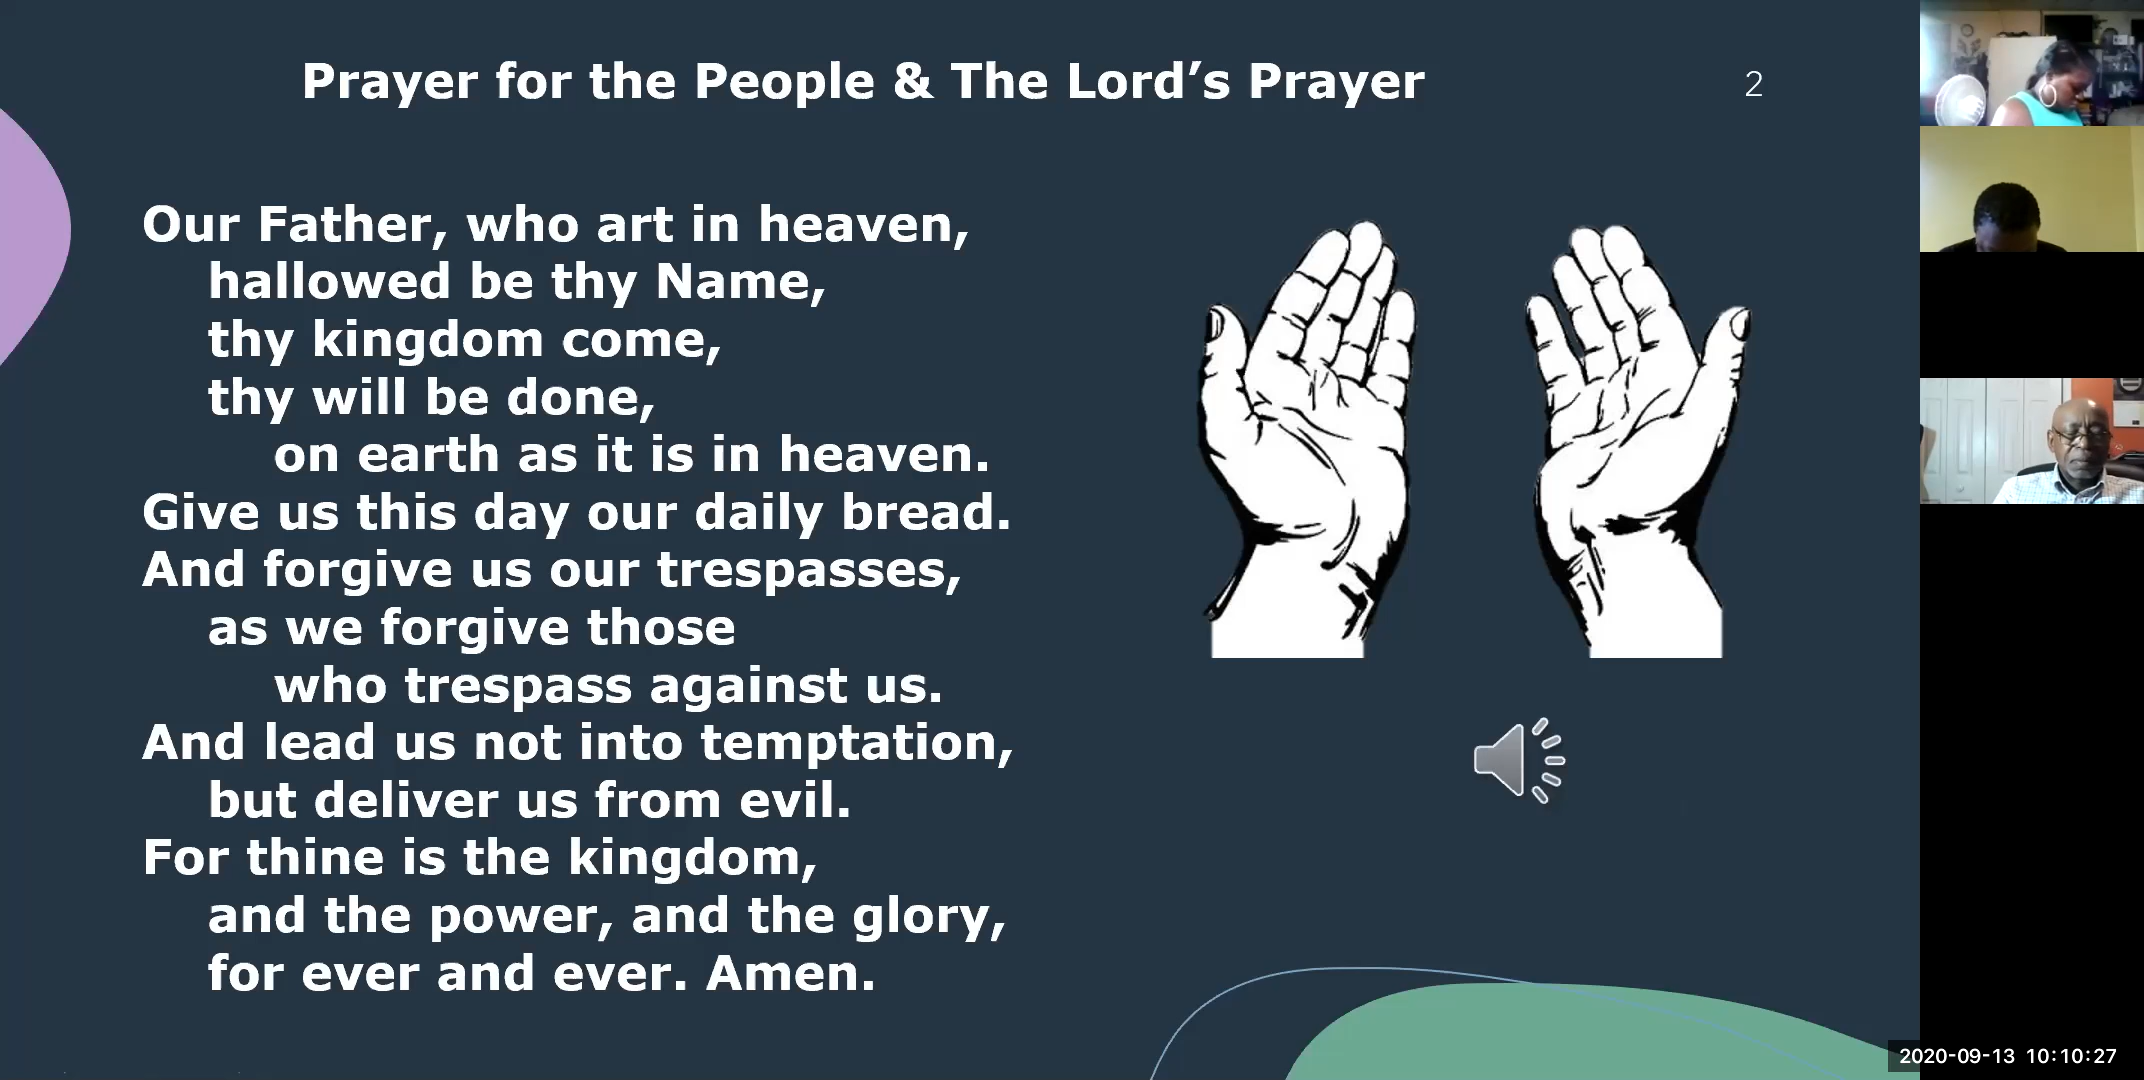 Prayer for the People & The Lord’s Prayer
2
Our Father, who art in heaven,
hallowed be thy Name,
thy kingdom come,
thy will be done,
on earth as it is in heaven.
Give us this day our daily bread.
And forgive us our trespasses,
as we forgive those
who trespass against us.
And lead us not into temptation,
but deliver us from evil.
For thine is the kingdom,
and the power, and the glory,
for ever and ever. Amen.
2020-09-13 10:10:27